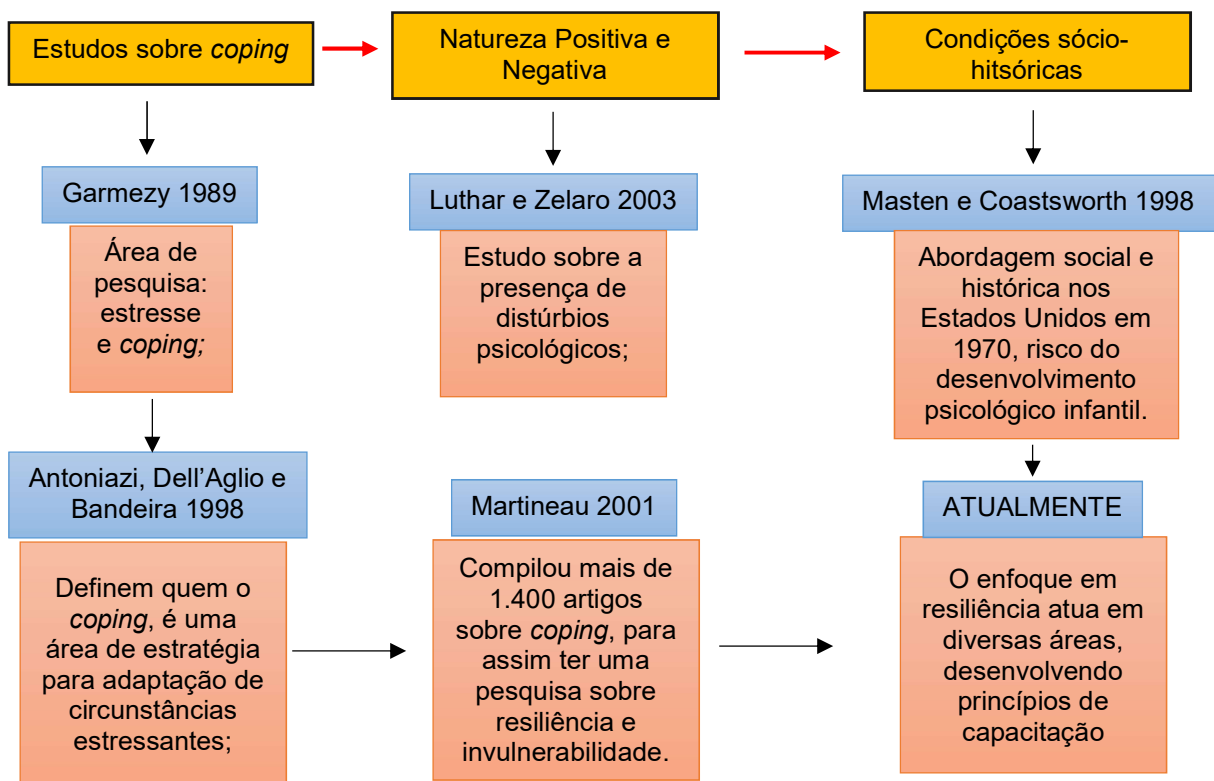 Estudos sobre coping
Natureza Positiva e
Negativa
Condições sócio-
hitsóricas
Garmezy 1989
Área de
pesquisa:
estresse
e coping;
Luthar e Zelaro 2003
Estudo sobre a
presença de
distúrbios
psicológicos;
Masten e Coastsworth 1998
Abordagem social e
histórica nos
Estados Unidos em
1970, risco do
desenvolvimento
psicológico infantil.
Antoniazi, Dell’Aglio e
Bandeira 1998
Definem quem o
coping, é uma
área de estratégia
para adaptação de
circunstâncias
estressantes;
Martineau 2001
Compilou mais de
1.400 artigos
sobre coping, para
assim ter uma
pesquisa sobre
resiliência e
invulnerabilidade.
ATUALMENTE
O enfoque em
resiliência atua em
diversas áreas,
desenvolvendo
princípios de
capacitação